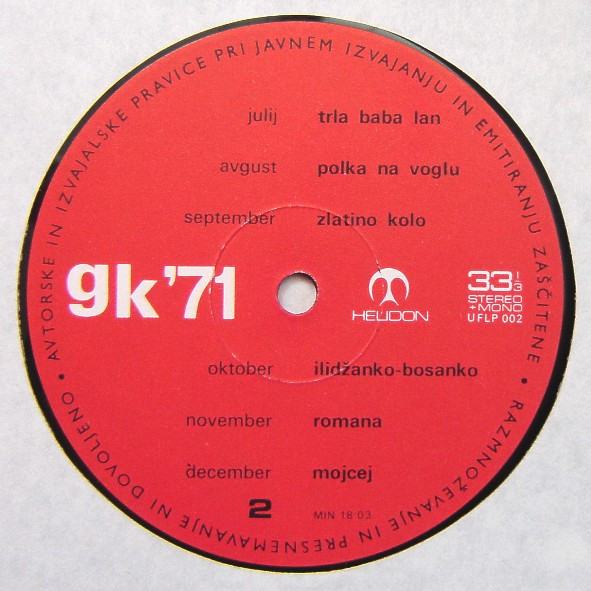 AVTORSKE IN IZVAJALSKE PRAVICE PRI JAVNEM IZVAJANJU IN EMITIRANJU ZAŠČITENE • RAZMNOŽEVANJE IN PRESNEMAVANJE NI DOVOLJENO •
julij trla baba lan
avgust polka na voglu
september zlatino kolo
gk '71
HELIDON
33 1/3
STEREO
+MONO
UFLP 002
oktober ilidžanko-bosanko
november romana
december mojcej
2 MIN 18·03